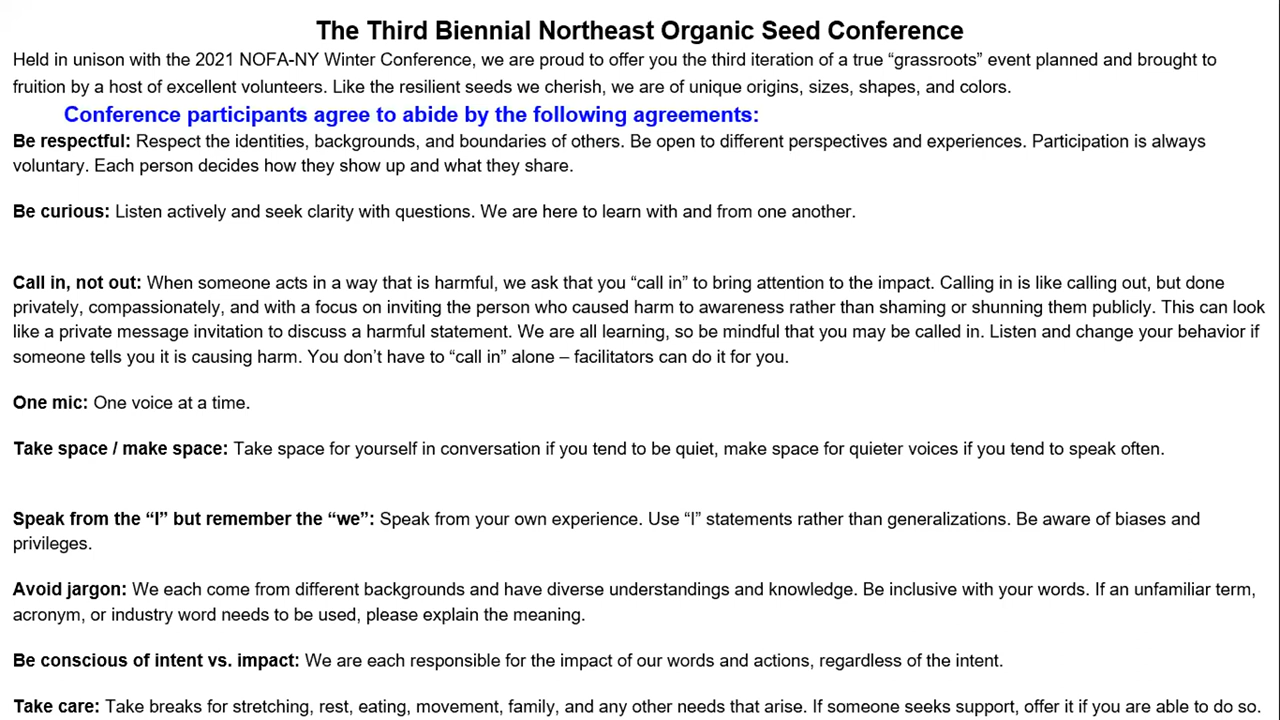 The Third Biennial Northeast Organic Seed Conference
Held in unison with the 2021 NOFA-NY Winter Conference, we are proud to offer you the third iteration of a true “grassroots” event planned and brought to
fruition by a host of excellent volunteers. Like the resilient seeds we cherish, we are of unique origins, sizes, shapes, and colors.
Conference participants agree to abide by the following agreements:
Be respectful: Respect the identities, backgrounds, and boundaries of others. Be open to different perspectives and experiences. Participation is always
voluntary. Each person decides how they show up and what they share.
Be curious: Listen actively and seek clarity with questions. We are here to learn with and from one another.
Call in, not out: When someone acts in a way that is harmful, we ask that you “call in” to bring attention to the impact. Calling in is like calling out, but done
privately, compassionately, and with a focus on inviting the person who caused harm to awareness rather than shaming or shunning them publicly. This can look
like a private message invitation to discuss a harmful statement. We are all learning, so be mindful that you may be called in. Listen and change your behavior if
someone tells you it is causing harm. You don’t have to “call in” alone – facilitators can do it for you.
One mic: One voice at a time.
Take space / make space: Take space for yourself in conversation if you tend to be quiet, make space for quieter voices if you tend to speak often.
Speak from the “I” but remember the “we”: Speak from your own experience. Use “I” statements rather than generalizations. Be aware of biases and
privileges.
Avoid jargon: We each come from different backgrounds and have diverse understandings and knowledge. Be inclusive with your words. If an unfamiliar term,
acronym, or industry word needs to be used, please explain the meaning.
Be conscious of intent vs. impact: We are each responsible for the impact of our words and actions, regardless of the intent.
Take care: Take breaks for stretching, rest, eating, movement, family, and any other needs that arise. If someone seeks support, offer it if you are able to do so.